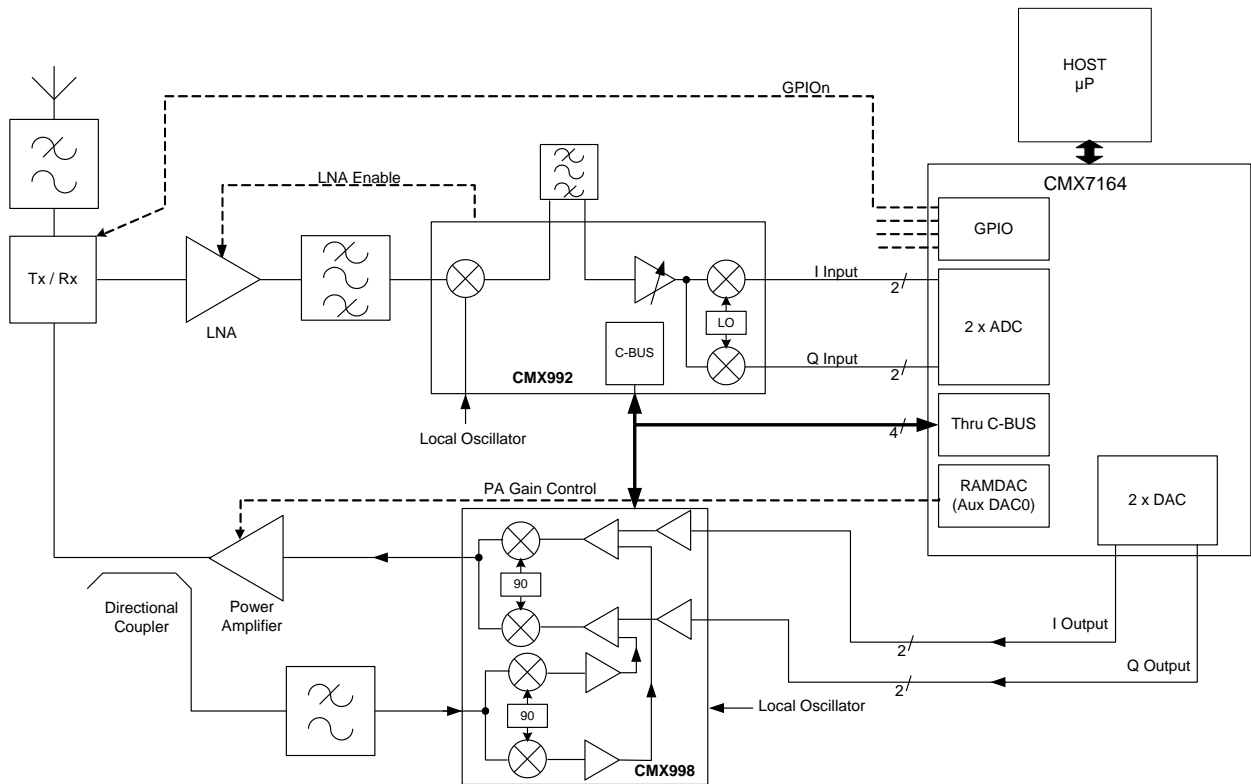 HOST
µP
GPIOn
CMX7164
LNA Enable
GPIO
Tx / Rx
I Input
2
LNA
LO
2 x ADC
C-BUS
Q Input
2
CMX992
Local Oscillator
4
Thru C-BUS
PA Gain Control
RAMDAC
(Aux DAC0)
2 x DAC
90
Directional
Coupler
Power
Amplifier
I Output
2
Q Output
2
90
Local Oscillator
CMX998